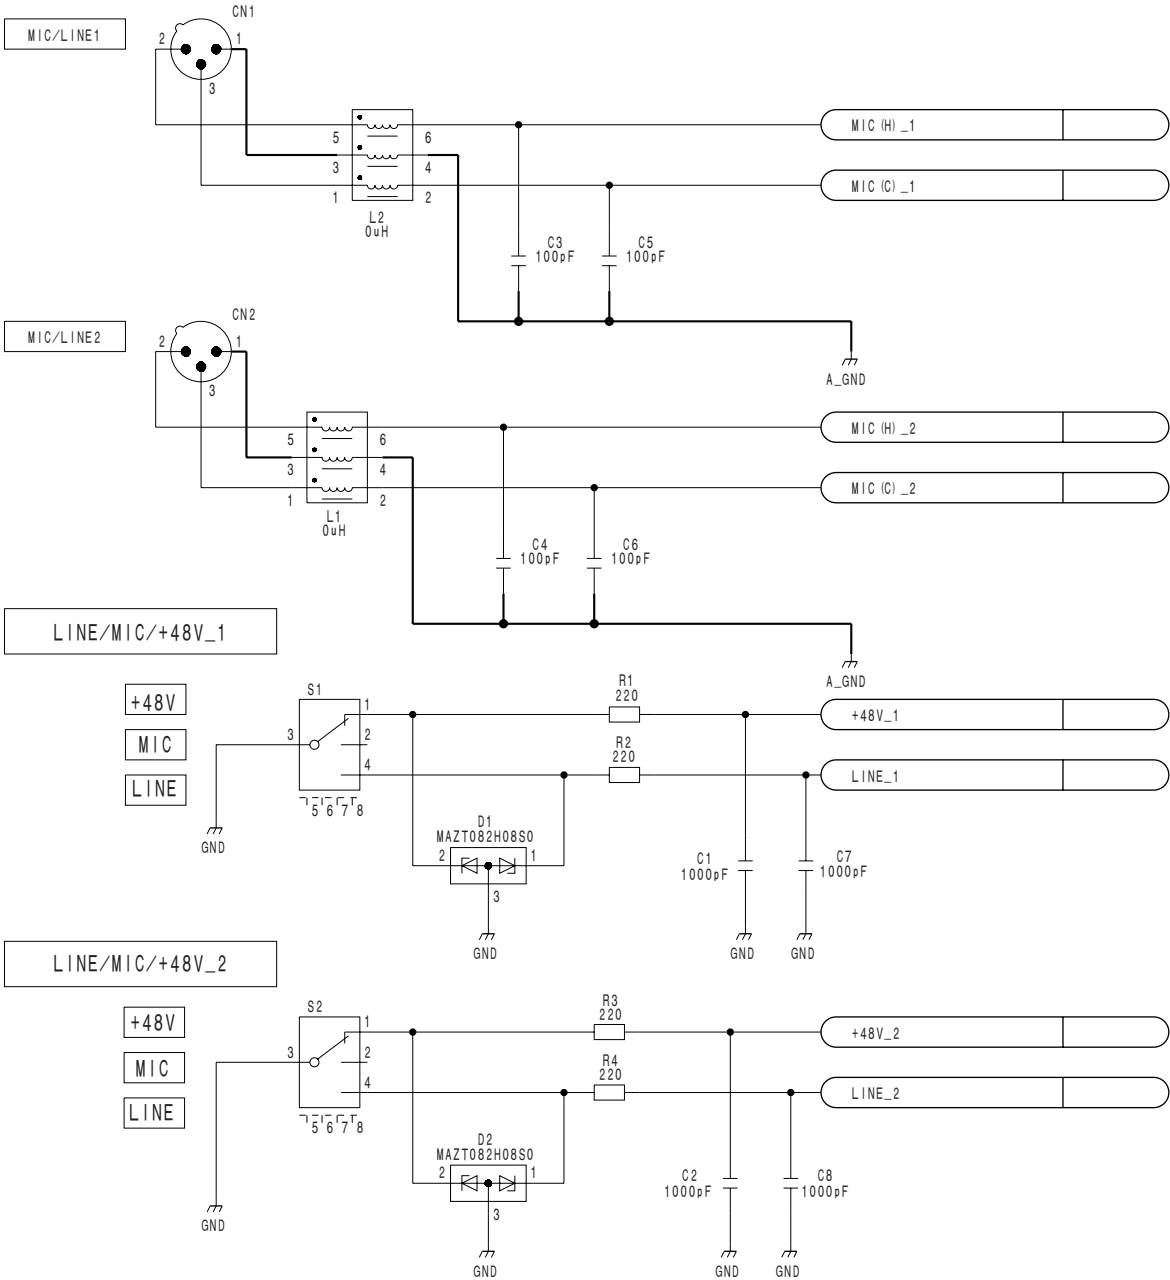 CN1
MIC/LINE1
2
1
3
MIC(H)_1
5
6
3
4
MIC(C)_1
1
2
L2
0uH
C3
100pF
C5
100pF
CN2
MIC/LINE2
2
1
3
A_GND
MIC(H)_2
5
6
3
4
MIC(C)_2
1
2
L1
0uH
C4
100pF
C6
100pF
LINE/MIC/+48V_1
A_GND
+48V
S1
1
R1
220
+48V_1
MIC
3
2
R2
220
LINE
4
LINE_1
5 6 7 8
GND
D1
MAZT082H08S0
2
1
3
C1
1000pF
C7
1000pF
GND
GND
GND
LINE/MIC/+48V_2
+48V
S2
1
R3
220
+48V_2
MIC
3
2
R4
220
LINE
4
LINE_2
5 6 7 8
D2
MAZT082H08S0
2
1
3
C2
1000pF
C8
1000pF
GND
GND
GND
GND